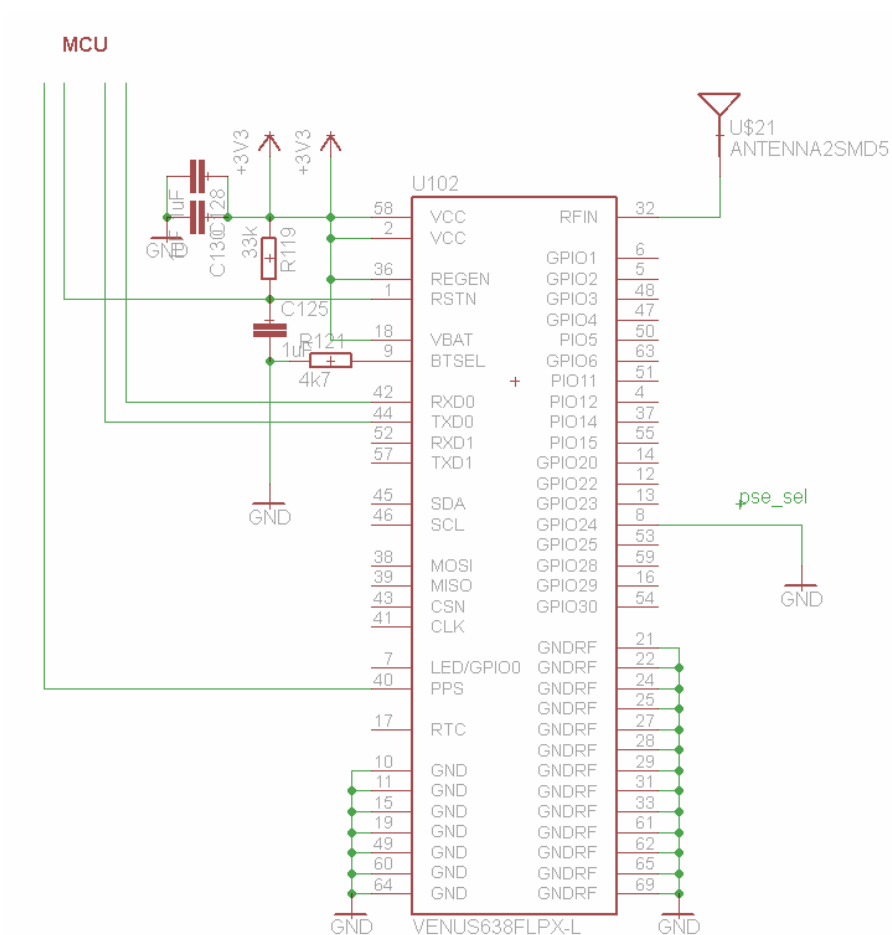 MCU
+3V3
+3V3
U$21
ANTENNA2SMD5
U102
1uF
C128
C130
GND
33k
R119
C125
1uF
R121
4k7
GND
58 VCC
2 VCC
36 REGEN
1 RSTN
18 VBAT
9 BTSEL
42 RXD0
44 TXD0
52 RXD1
57 TXD1
45 SDA
46 SCL
38 MOSI
39 MISO
43 CSN
41 CLK
7 LED/GPIO0
40 PPS
17 RTC
10 GND
11 GND
15 GND
19 GND
49 GND
60 GND
64 GND
GND
RFIN 32
GPIO1 6
GPIO2 5
GPIO3 48
GPIO4 47
PIO5 50
GPIO6 63
PIO11 51
PIO12 4
PIO14 37
PIO15 55
GPIO20 14
GPIO22 12
GPIO23 13
GPIO24 8
GPIO25 53
GPIO28 59
GPIO29 16
GPIO30 54
pse_sel
GND
GNDRF 21
GNDRF 22
GNDRF 24
GNDRF 25
GNDRF 27
GNDRF 28
GNDRF 29
GNDRF 31
GNDRF 33
GNDRF 61
GNDRF 62
GNDRF 65
GNDRF 69
GND
VENUS638FLPX-L